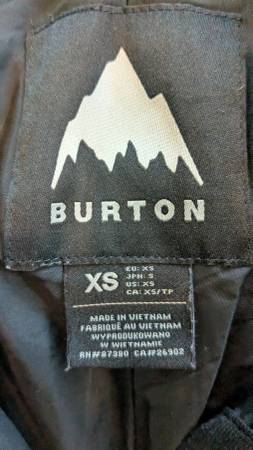 BURTON
XS
EU: XS
JPN: S
US: XS
CA: XS/TP
MADE IN VIETNAM
FABRIQUÉ AU VIETNAM
WYPRODUKOWANO
W WIETNAMIE
RN#87380 CA#26902